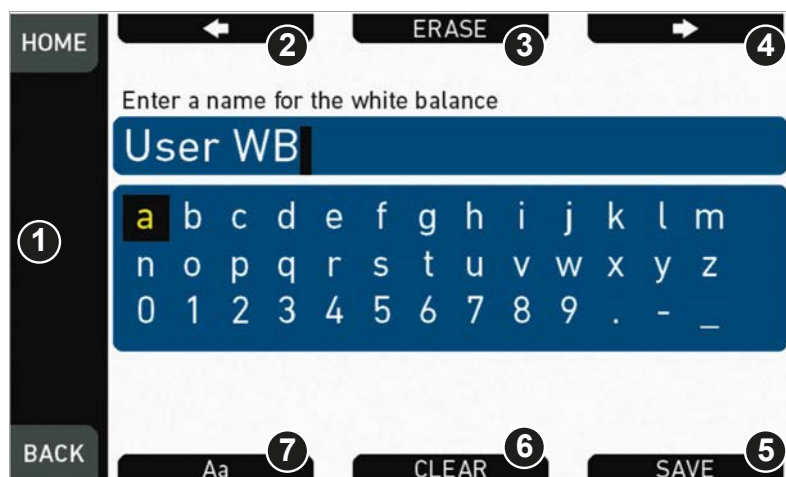 HOME
2
ERASE 3
4
Enter a name for the white balance
User WB
1
a b c d e f g h i j k l m
n o p q r s t u v w x y z
0 1 2 3 4 5 6 7 8 9 . - _
BACK
Aa 7
CLEAR 6
SAVE 5